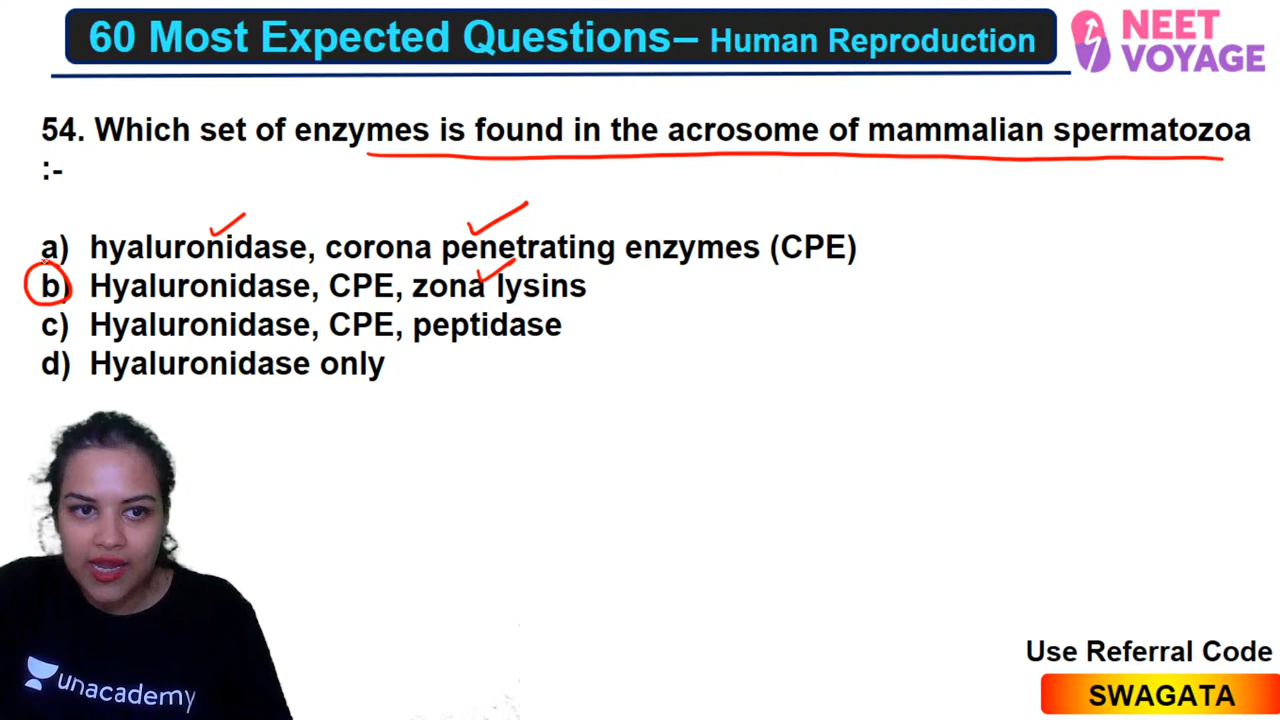 60 Most Expected Questions– Human Reproduction
NEET
VOYAGE
54. Which set of enzymes is found in the acrosome of mammalian spermatozoa
:-
a) hyaluronidase, corona penetrating enzymes (CPE)
b) Hyaluronidase, CPE, zona lysins
c) Hyaluronidase, CPE, peptidase
d) Hyaluronidase only
unacademy
Use Referral Code
SWAGATA